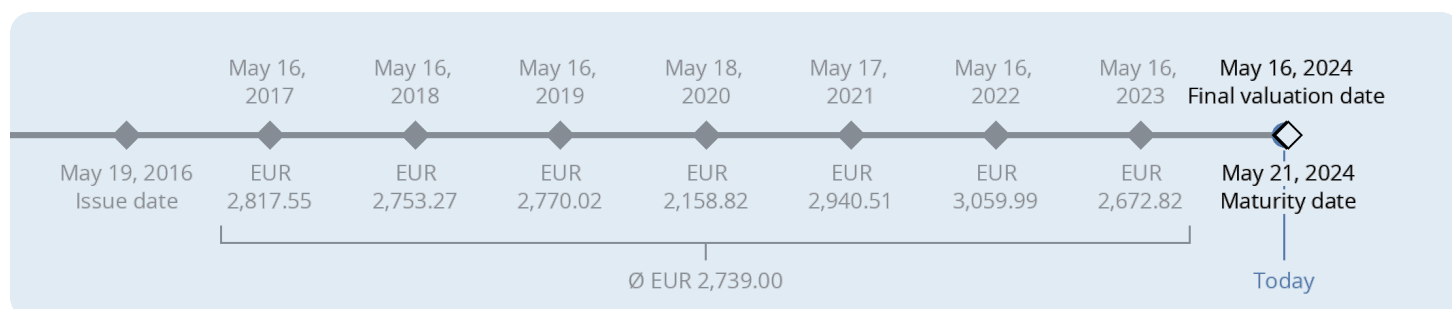 May 16,
2017
May 16,
2018
May 16,
2019
May 18,
2020
May 17,
2021
May 16,
2022
May 16,
2023
May 16, 2024
Final valuation date
May 19, 2016
Issue date
EUR
2,817.55
EUR
2,753.27
EUR
2,770.02
EUR
2,158.82
EUR
2,940.51
EUR
3,059.99
EUR
2,672.82
May 21, 2024
Maturity date
Ø EUR 2,739.00
Today